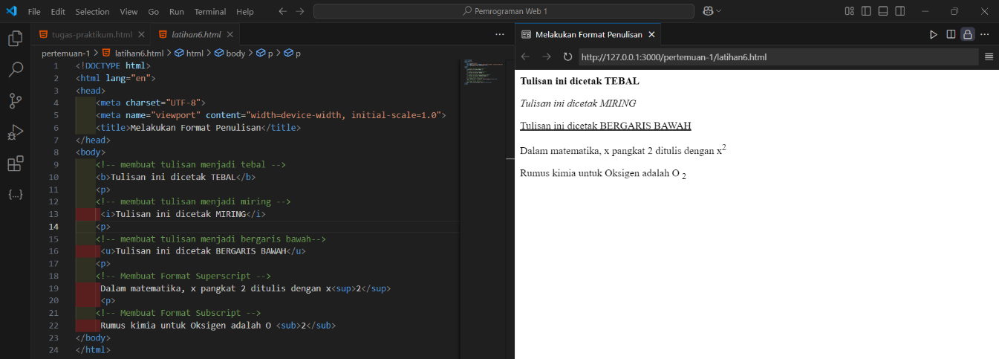 File Edit Selection View Go Run Terminal Help Pemrograman Web 1
tugas-praktikum.html latihan6.html
pertemuan-1 > latihan6.html > html > body > p > p
1 <!DOCTYPE html>
2 <html lang="en">
3 <head>
4 <meta charset="UTF-8">
5 <meta name="viewport" content="width=device-width, initial-scale=1.0">
6 <title>Melakukan Format Penulisan</title>
7 </head>
8 <body>
9 <!-- membuat tulisan menjadi tebal -->
10 <b>Tulisan ini dicetak TEBAL</b>
11 <p>
12 <!-- membuat tulisan menjadi miring -->
13 <i>Tulisan ini dicetak MIRING</i>
14 <p>
15 <!-- membuat tulisan menjadi bergaris bawah-->
16 <u>Tulisan ini dicetak BERGARIS BAWAH</u>
17 <p>
18 <!-- Membuat Format Superscript -->
19 Dalam matematika, x pangkat 2 ditulis dengan x<sup>2</sup>
20 <p>
21 <!-- Membuat Format Subscript -->
22 Rumus kimia untuk Oksigen adalah O <sub>2</sub>
23 </body>
24 </html>
Melakukan Format Penulisan
http://127.0.0.1:3000/pertemuan-1/latihan6.html
Tulisan ini dicetak TEBAL
Tulisan ini dicetak MIRING
Tulisan ini dicetak BERGARIS BAWAH
Dalam matematika, x pangkat 2 ditulis dengan x²
Rumus kimia untuk Oksigen adalah O ₂